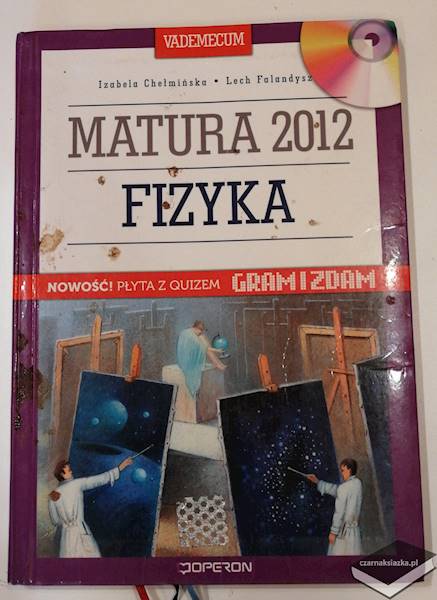 VADEMECUM
Izabela Chełmińska • Lech Falandysz
MATURA 2012
FIZYKA
NOWOŚĆ! PŁYTA Z QUIZEM GRAM I ZDAM
OPERON
czarnaksiazka.pl